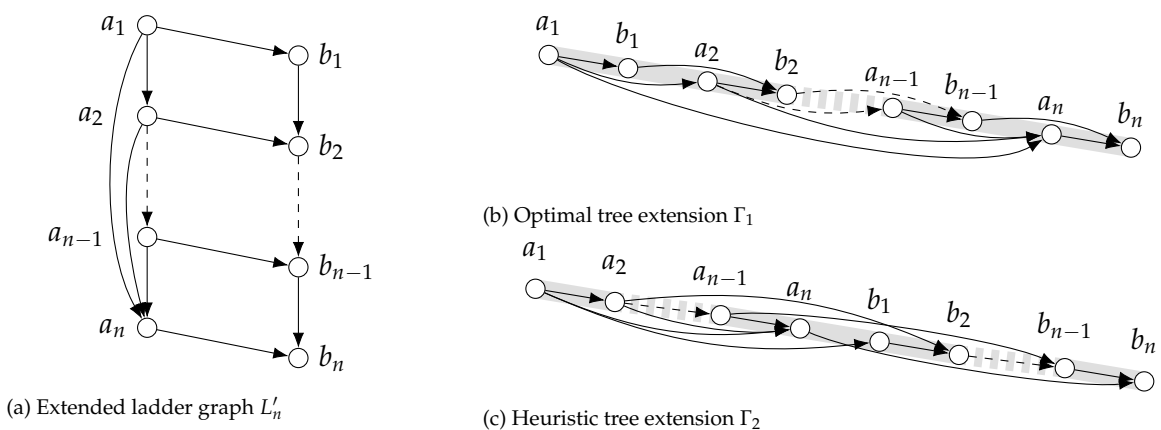 a₁
b₁
a₂
b₂
aₙ₋₁
bₙ₋₁
aₙ
bₙ
(a) Extended ladder graph L′ₙ
a₁
b₁
a₂
b₂
aₙ₋₁
bₙ₋₁
aₙ
bₙ
(b) Optimal tree extension Γ₁
a₁
a₂
aₙ₋₁
aₙ
b₁
b₂
bₙ₋₁
bₙ
(c) Heuristic tree extension Γ₂